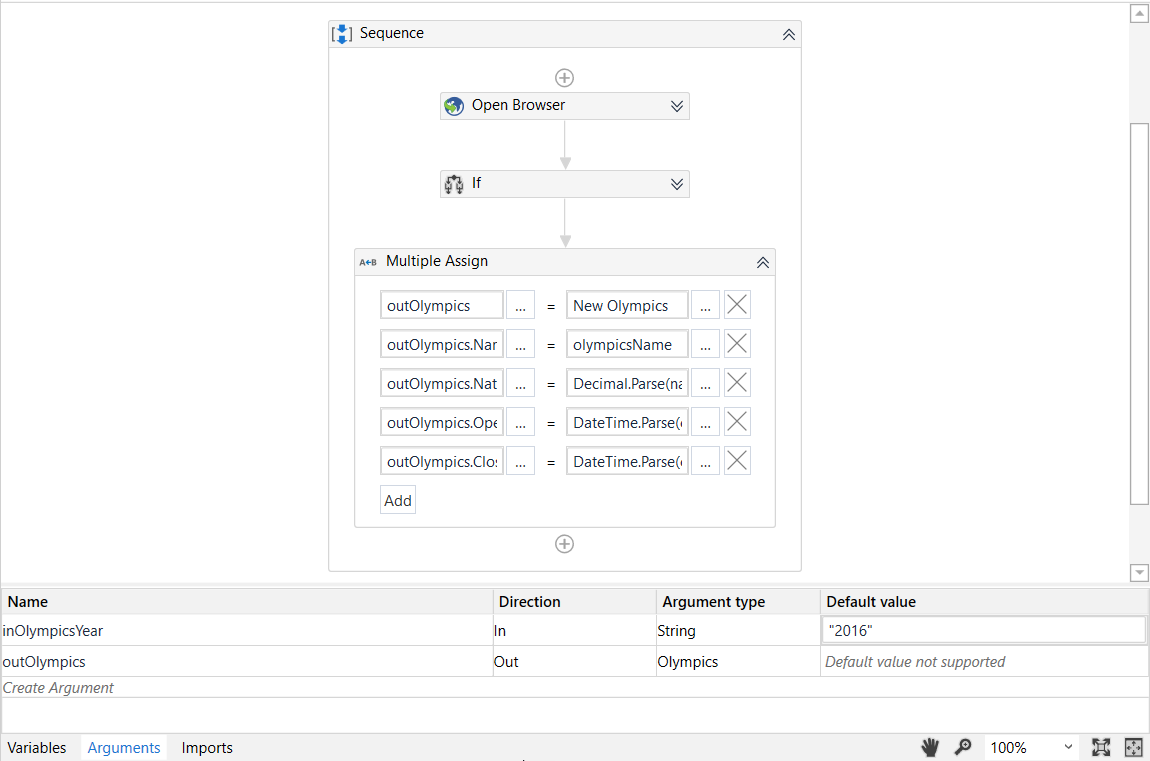 Sequence
Open Browser
If
A←B Multiple Assign
outOlympics ... = New Olympics ...
outOlympics.Nar ... = olympicsName ...
outOlympics.Nat ... = Decimal.Parse(na ...
outOlympics.Ope ... = DateTime.Parse( ...
outOlympics.Clo ... = DateTime.Parse( ...
Add
Name Direction Argument type Default value
inOlympicsYear In String "2016"
outOlympics Out Olympics Default value not supported
Create Argument
Variables Arguments Imports 100%